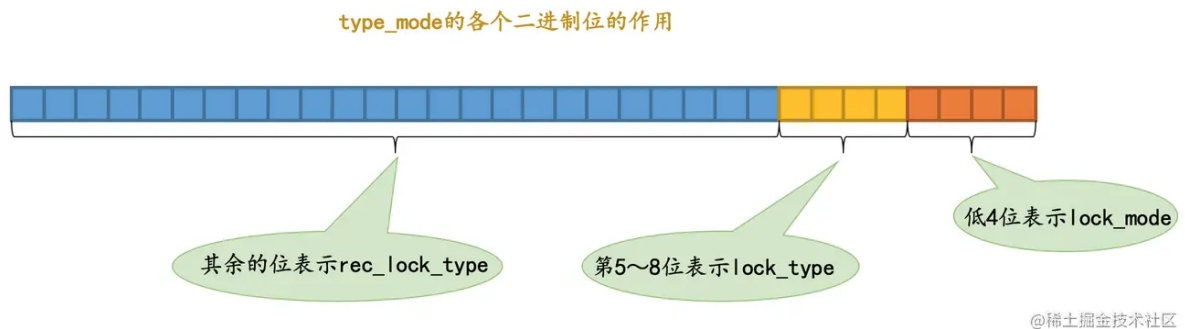 type_mode的各个二进制位的作用
其余的位表示rec_lock_type
第5～8位表示lock_type
低4位表示lock_mode
@稀土掘金技术社区